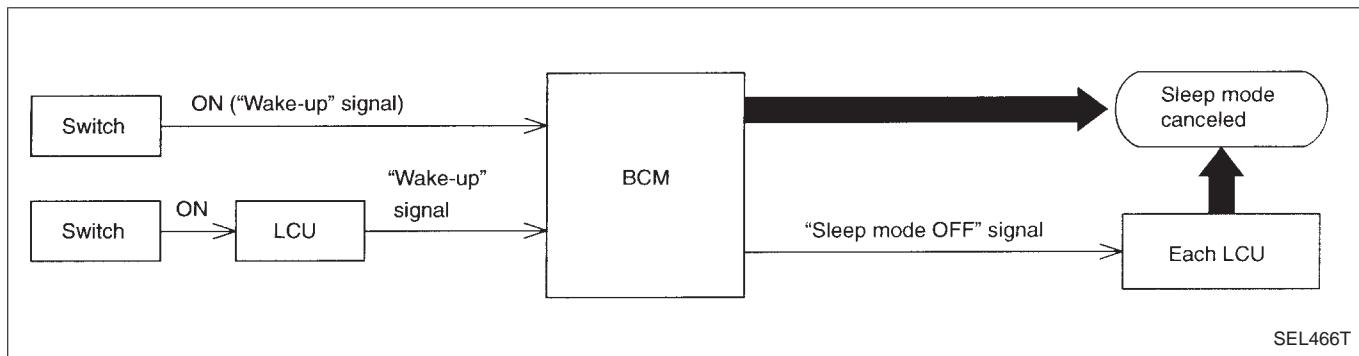 ON (“Wake-up” signal)
Switch
BCM
Sleep mode
canceled
“Wake-up”
signal
ON
Switch
LCU
“Sleep mode OFF” signal
Each LCU
SEL466T